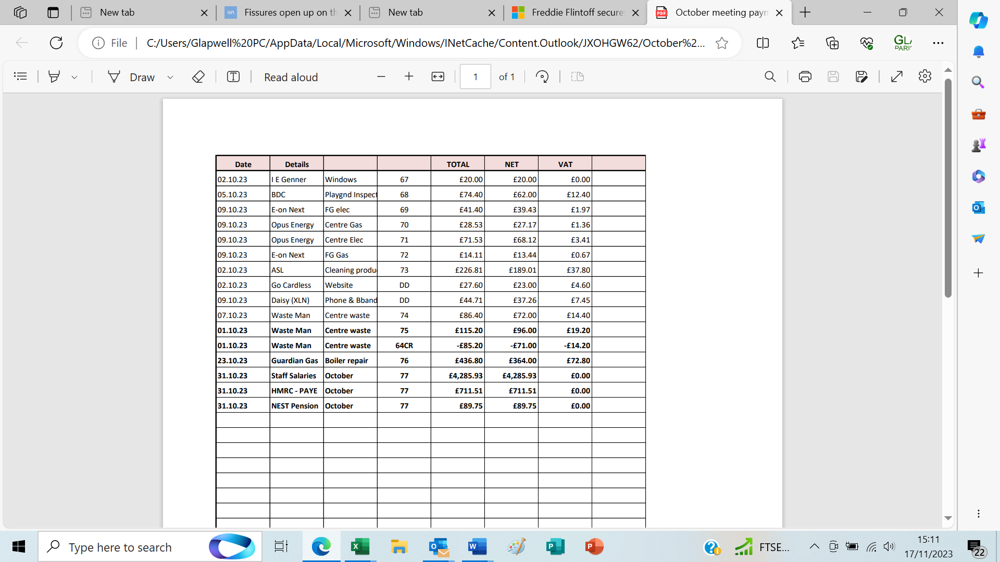 New tab
Fissures open up on th
New tab
Freddie Flintoff secure
October meeting paym
File
C:/Users/Glapwell%20PC/AppData/Local/Microsoft/Windows/INetCache/Content.Outlook/JXOHGW62/October%2...
GLA
PARI
Draw
Read aloud
1 of 1
Date Details TOTAL NET VAT
02.10.23 I E Genner Windows 67 £20.00 £20.00 £0.00
05.10.23 BDC Playgnd Inspect 68 £74.40 £62.00 £12.40
09.10.23 E-on Next FG elec 69 £41.40 £39.43 £1.97
09.10.23 Opus Energy Centre Gas 70 £28.53 £27.17 £1.36
09.10.23 Opus Energy Centre Elec 71 £71.53 £68.12 £3.41
09.10.23 E-on Next FG Gas 72 £14.11 £13.44 £0.67
02.10.23 ASL Cleaning produ 73 £226.81 £189.01 £37.80
02.10.23 Go Cardless Website DD £27.60 £23.00 £4.60
09.10.23 Daisy (XLN) Phone & Bband DD £44.71 £37.26 £7.45
07.10.23 Waste Man Centre waste 74 £86.40 £72.00 £14.40
01.10.23 Waste Man Centre waste 75 £115.20 £96.00 £19.20
01.10.23 Waste Man Centre waste 64CR -£85.20 -£71.00 -£14.20
23.10.23 Guardian Gas Boiler repair 76 £436.80 £364.00 £72.80
31.10.23 Staff Salaries October 77 £4,285.93 £4,285.93 £0.00
31.10.23 HMRC - PAYE October 77 £711.51 £711.51 £0.00
31.10.23 NEST Pension October 77 £89.75 £89.75 £0.00
Type here to search
FTSE...
15:11
17/11/2023
22